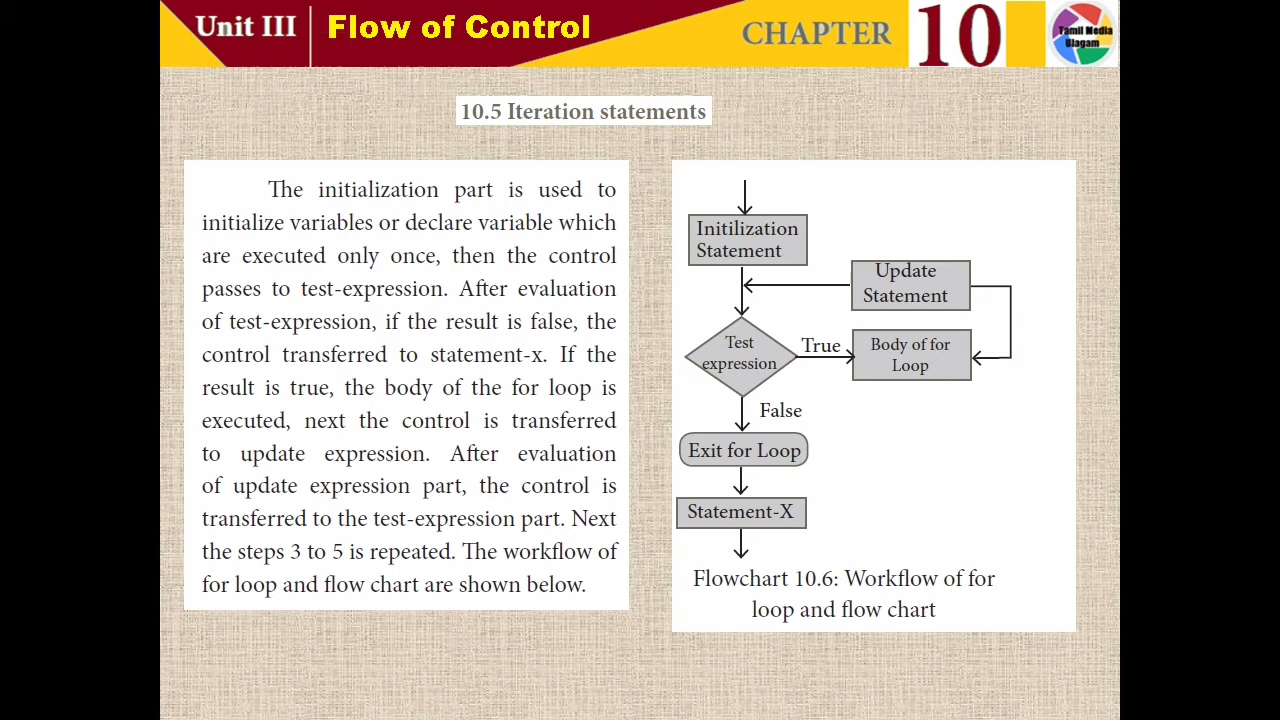 Unit III
Flow of Control
CHAPTER 10
Tamil Media
Ulagam
10.5 Iteration statements
The initialization part is used to
initialize variables or declare variable which
are executed only once, then the control
passes to test-expression. After evaluation
of test-expression, if the result is false, the
control transferred to statement-x. If the
result is true, the body of the for loop is
executed, next the control is transferred
to update expression. After evaluation
of update expression part, the control is
transferred to the test-expression part. Next
the steps 3 to 5 is repeated. The workflow of
for loop and flow chart are shown below.
Initilization
Statement
Update
Statement
Test
expression
True
Body of for
Loop
False
Exit for Loop
Statement-X
Flowchart 10.6: Workflow of for
loop and flow chart